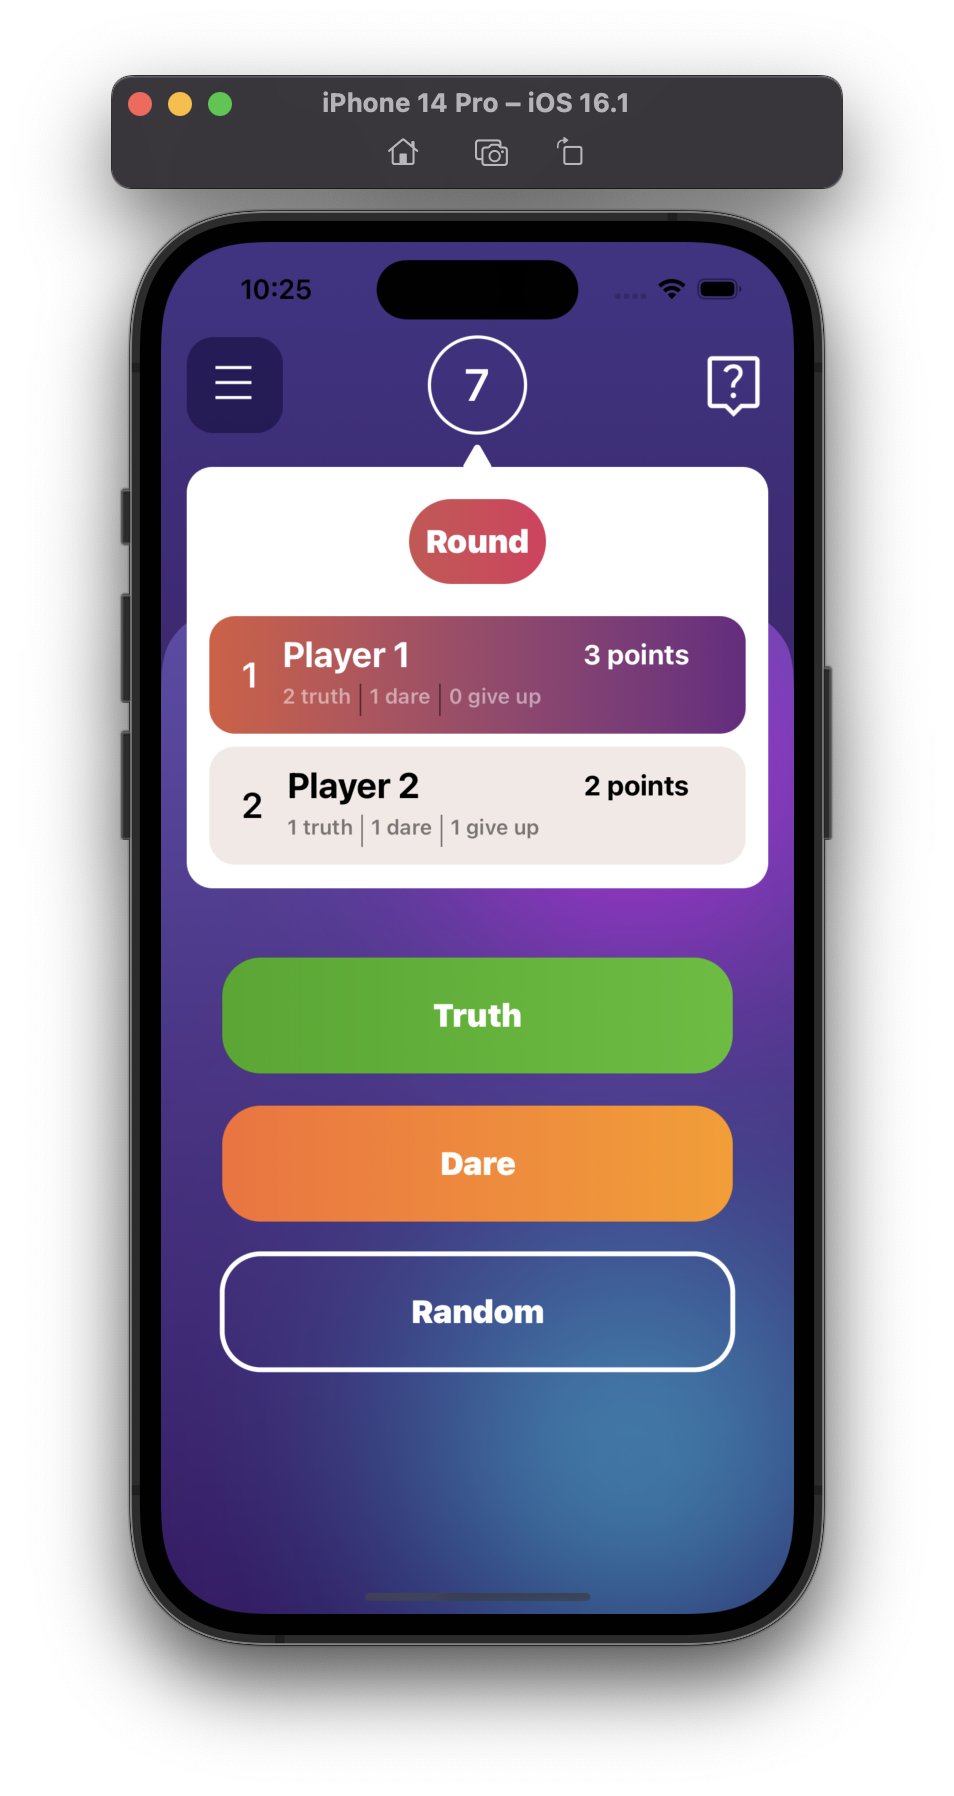 iPhone 14 Pro – iOS 16.1
10:25
7
?
Round
1
Player 1
3 points
2 truth | 1 dare | 0 give up
2
Player 2
2 points
1 truth | 1 dare | 1 give up
Truth
Dare
Random